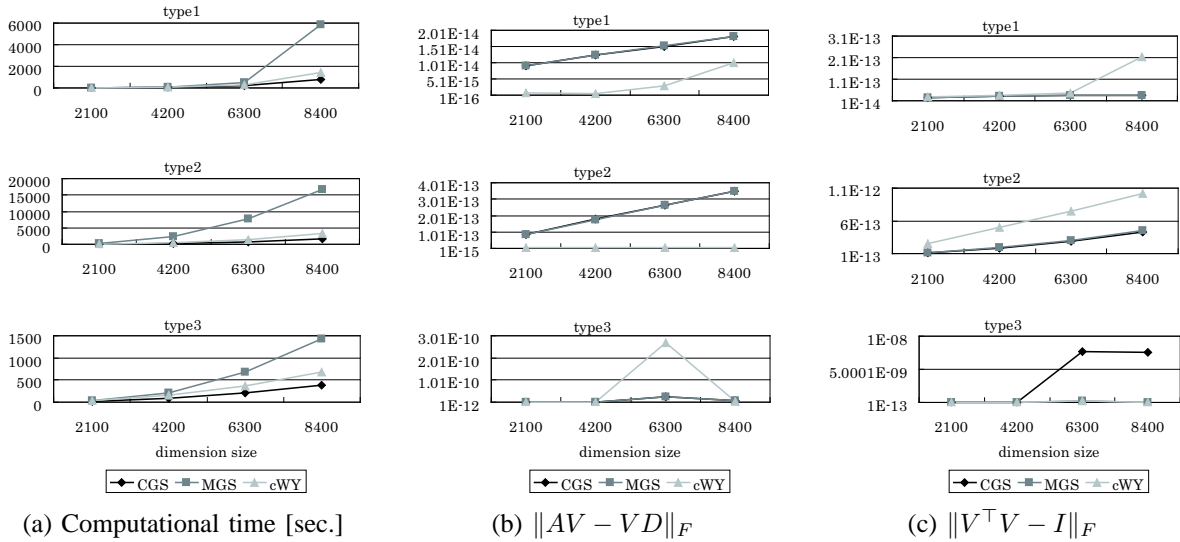 type1
6000
4000
2000
0
2100 4200 6300 8400
type2
20000
15000
10000
5000
0
2100 4200 6300 8400
type3
1500
1000
500
0
2100 4200 6300 8400
dimension size
CGS MGS cWY
(a) Computational time [sec.]
type1
2.01E-14
1.51E-14
1.01E-14
5.1E-15
1E-16
2100 4200 6300 8400
type2
4.01E-13
3.01E-13
2.01E-13
1.01E-13
1E-15
2100 4200 6300 8400
type3
3.01E-10
2.01E-10
1.01E-10
1E-12
2100 4200 6300 8400
dimension size
CGS MGS cWY
(b) ‖AV − VD‖F
type1
3.1E-13
2.1E-13
1.1E-13
1E-14
2100 4200 6300 8400
type2
1.1E-12
6E-13
1E-13
2100 4200 6300 8400
type3
1E-08
5.0001E-09
1E-13
2100 4200 6300 8400
dimension size
CGS MGS cWY
(c) ‖V⊤V − I‖F